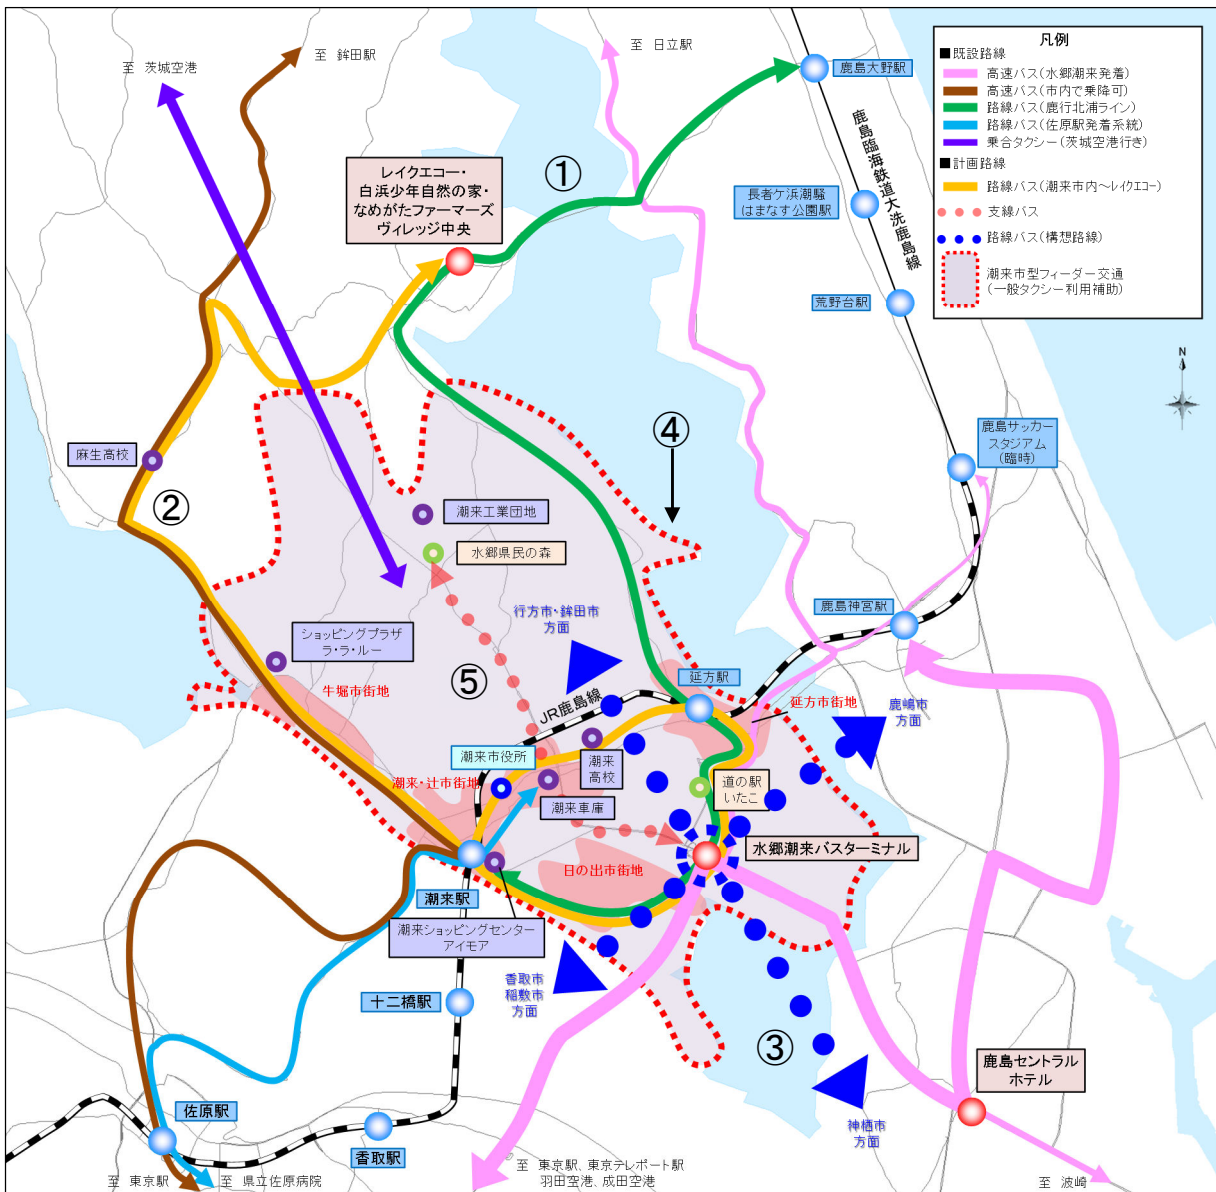 至 茨城空港
至 鉾田駅
至 日立駅
鹿島大野駅
凡例
■既設路線
高速バス(水郷潮来発着)
高速バス(市内で乗降可)
路線バス(鹿行北浦ライン)
路線バス(佐原駅発着系統)
乗合タクシー(茨城空港行き)
■計画路線
路線バス(潮来市内～レイクエコー)
支線バス
路線バス(構想路線)
潮来市型フィーダー交通
(一般タクシー利用補助)
N
鹿島臨海鉄道大洗鹿島線
①
レイクエコー・
白浜少年自然の家・
なめがたファーマーズ
ヴィレッジ中央
長者ケ浜潮騒
はまなす公園駅
荒野台駅
鹿島サッカー
スタジアム
(臨時)
④
麻生高校
②
潮来工業団地
水郷県民の森
行方市・鉾田市
方面
鹿島神宮駅
ショッピングプラザ
ラ・ラ・ルー
⑤
延方駅
牛堀市街地
JR鹿島線
延方市街地
鹿嶋市
方面
潮来市役所
潮来
高校
潮来・辻市街地
道の駅
いたこ
潮来車庫
水郷潮来バスターミナル
日の出市街地
潮来駅
潮来ショッピングセンター
アイモア
香取市
稲敷市
方面
十二橋駅
③
鹿島セントラル
ホテル
佐原駅
神栖市
方面
香取駅
至 東京駅
至 県立佐原病院
至 東京駅、東京テレポート駅
羽田空港、成田空港
至 波崎